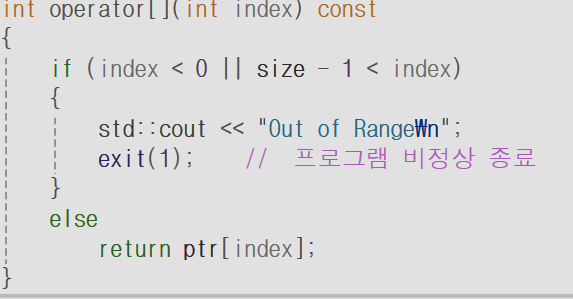 int operator[](int index) const
{
if (index < 0 || size - 1 < index)
{
std::cout << "Out of Range₩n";
exit(1); // 프로그램 비정상 종료
}
else
return ptr[index];
}